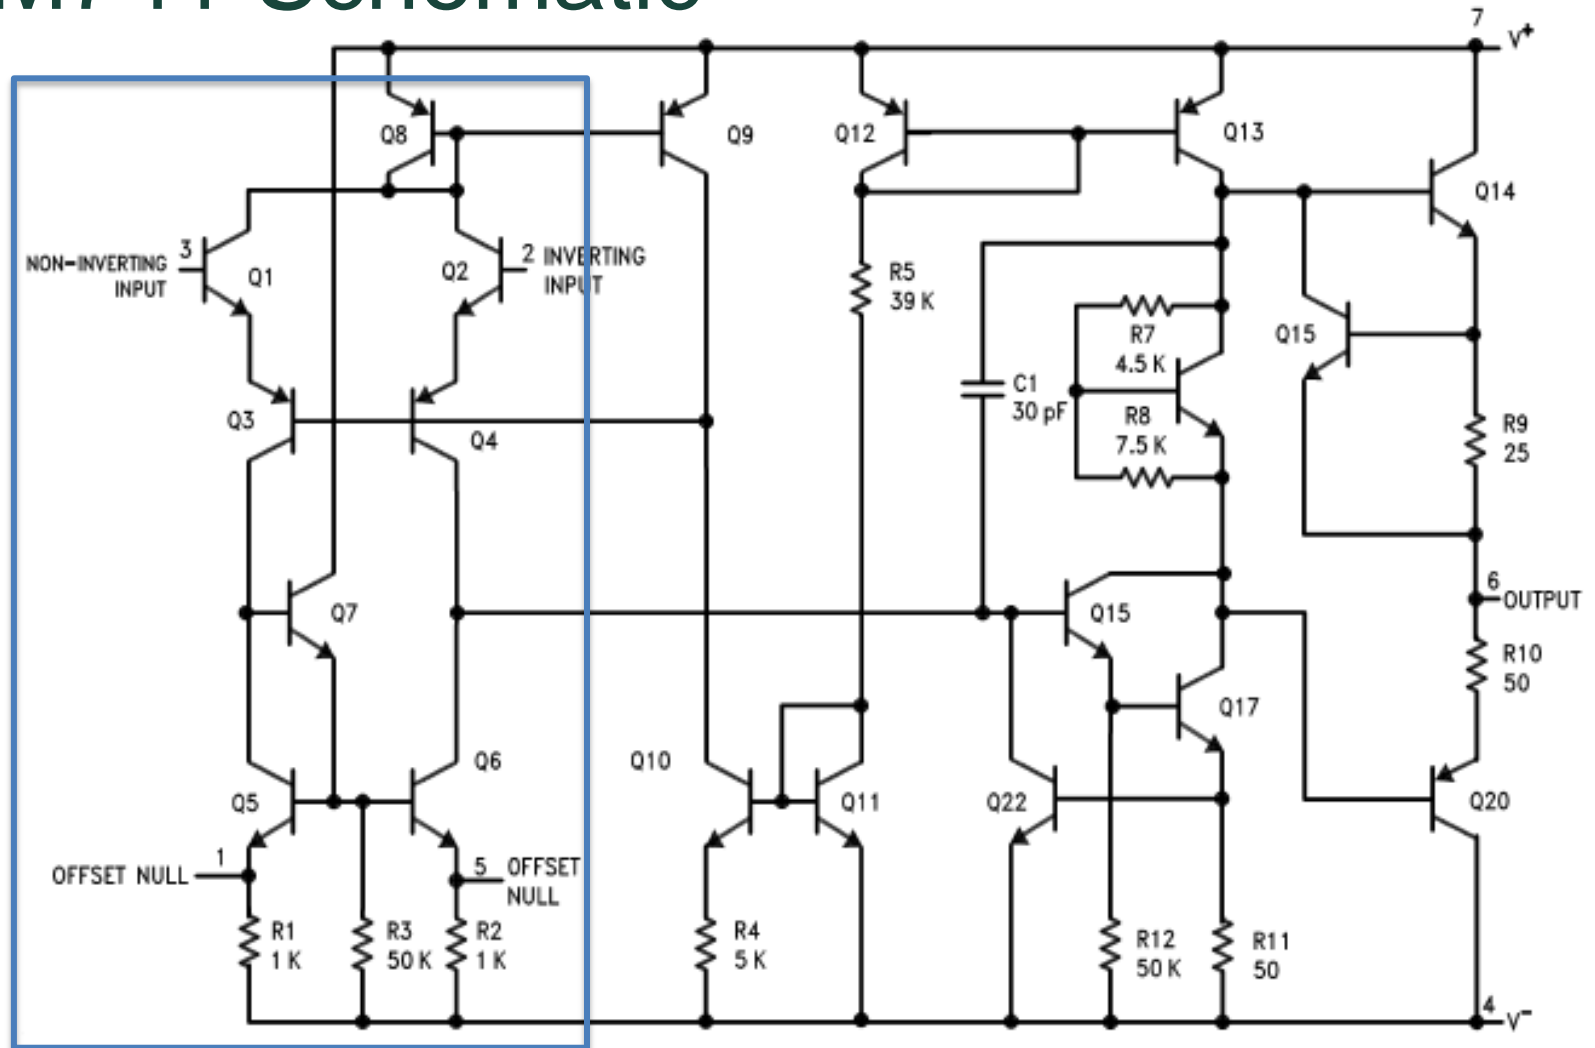 M741 Schematic
7
V+
Q8
Q9
Q12
Q13
Q14
3
NON-INVERTING
INPUT
Q1
Q2
2 INVERTING
INPUT
R5
39 K
R7
4.5 K
Q15
C1
30 pF
R8
7.5 K
Q3
Q4
R9
25
Q7
Q15
6
OUTPUT
R10
50
Q17
Q5
Q6
Q10
Q11
Q22
Q20
1
OFFSET NULL
5 OFFSET
NULL
R1
1 K
R3
50 K
R2
1 K
R4
5 K
R12
50 K
R11
50
4
V-